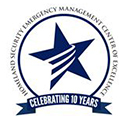 HOMELAND SECURITY EMERGENCY MANAGEMENT CENTER OF EXCELLENCE
CELEBRATING 10 YEARS